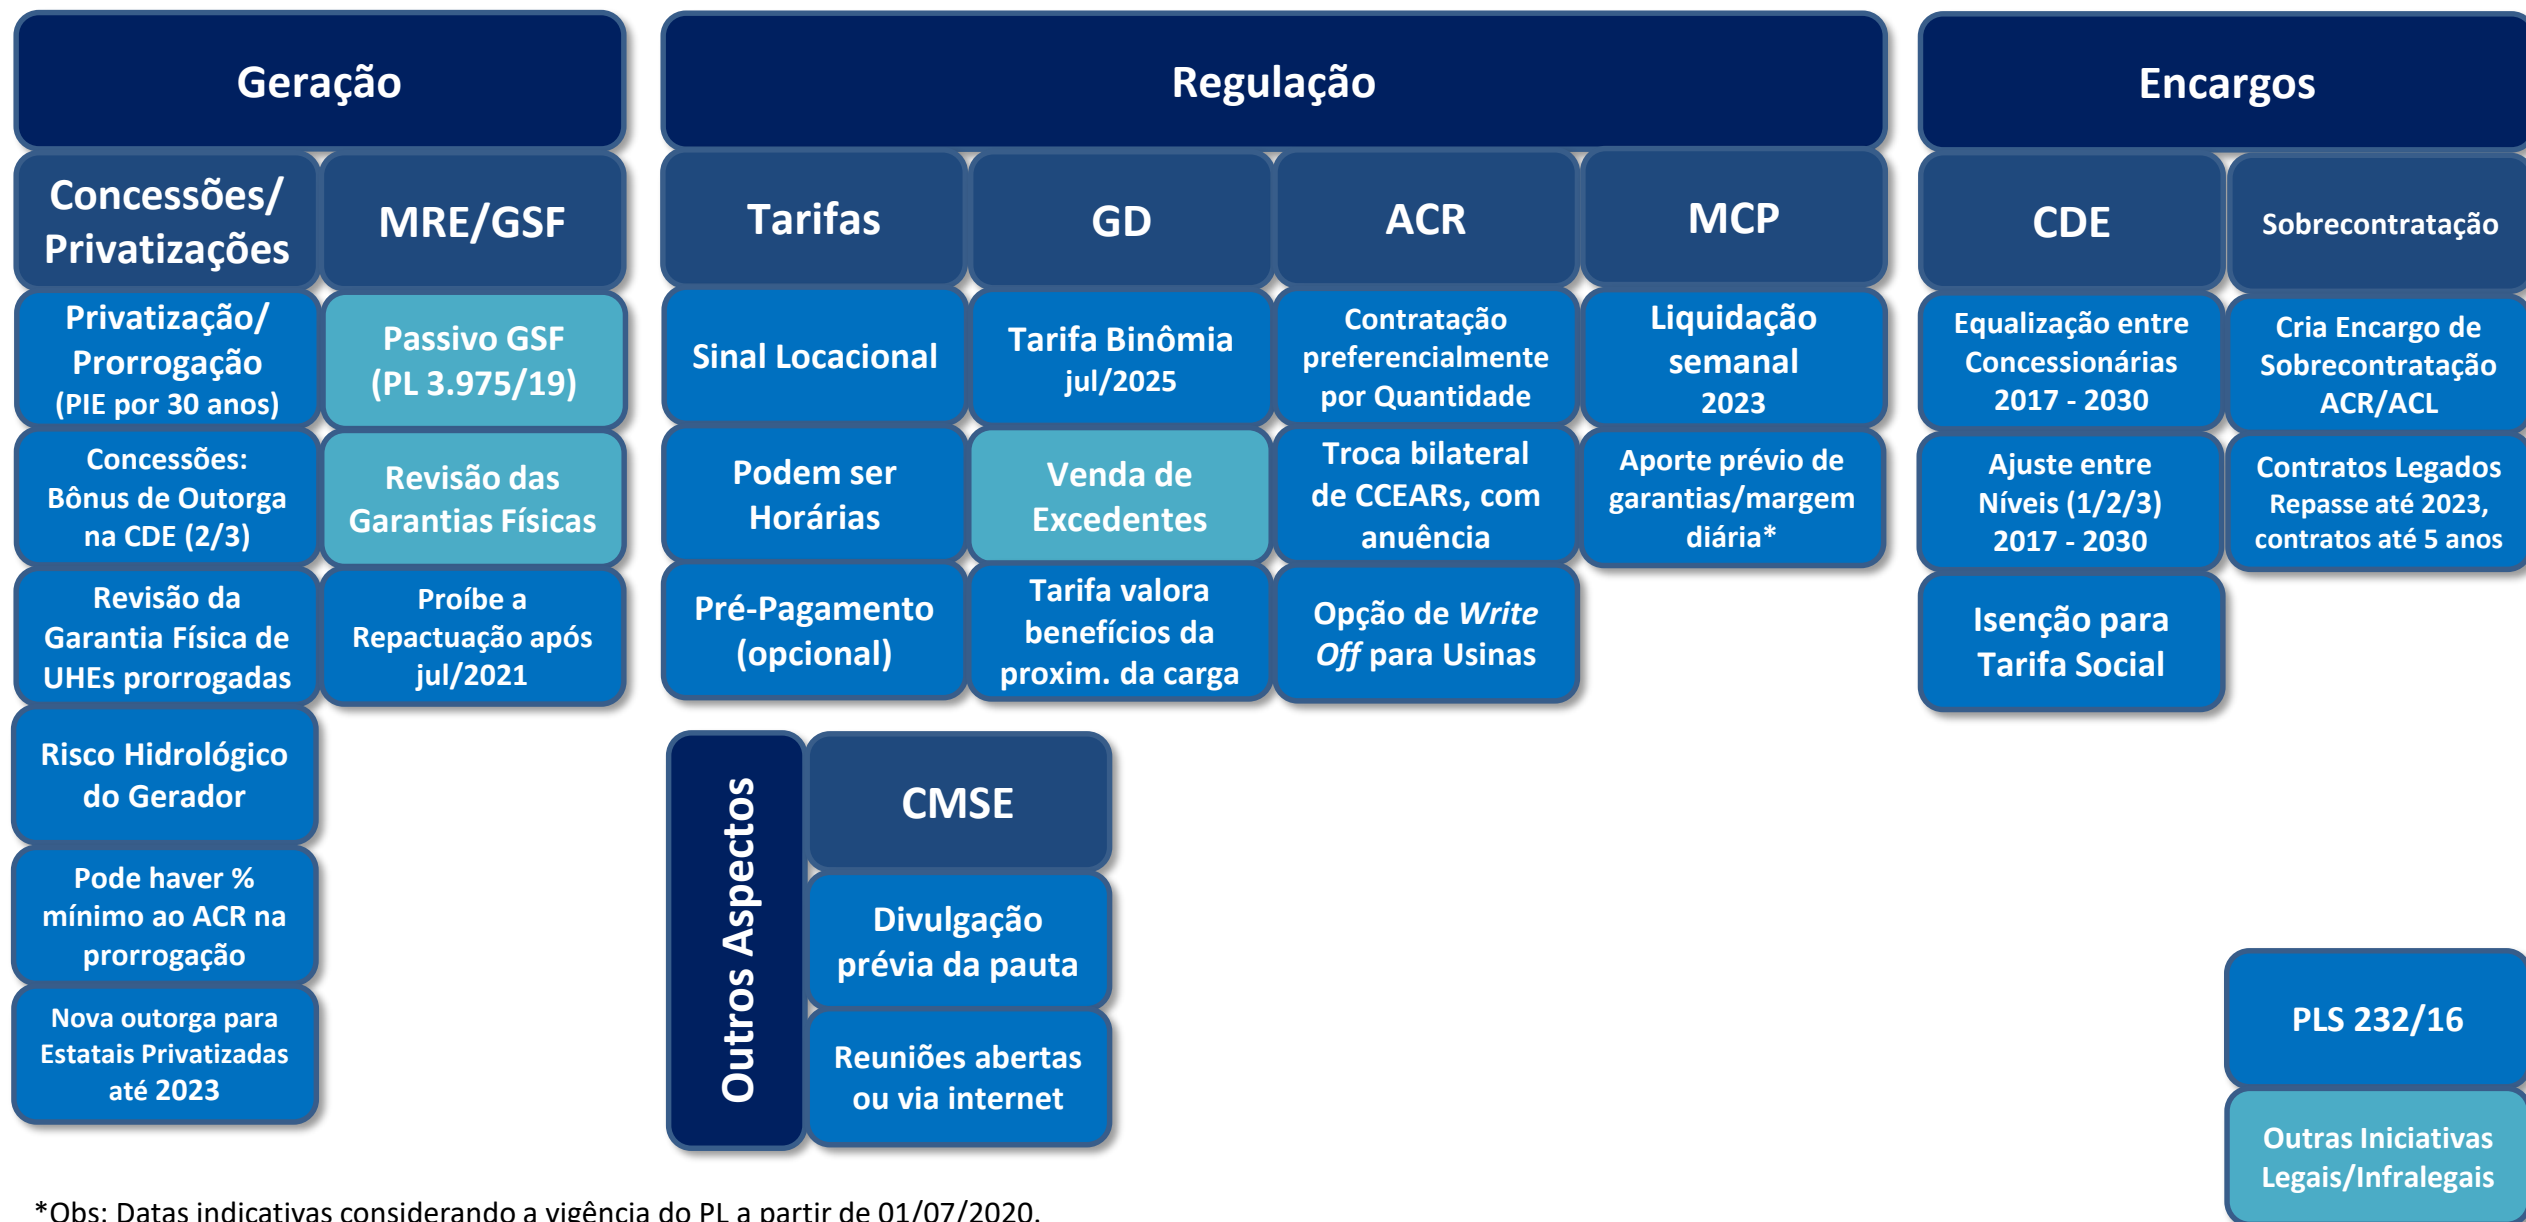 Geração
Concessões/
Privatizações
Privatização/
Prorrogação
(PIE por 30 anos)
Concessões:
Bônus de Outorga
na CDE (2/3)
Revisão da
Garantia Física de
UHEs prorrogadas
Risco Hidrológico
do Gerador
Pode haver %
mínimo ao ACR na
prorrogação
Nova outorga para
Estatais Privatizadas
até 2023
MRE/GSF
Passivo GSF
(PL 3.975/19)
Revisão das
Garantias Físicas
Proíbe a
Repactuação após
jul/2021
Regulação
Tarifas
Sinal Locacional
Podem ser
Horárias
Pré-Pagamento
(opcional)
GD
Tarifa Binômia
jul/2025
Venda de
Excedentes
Tarifa valora
benefícios da
proxim. da carga
ACR
Contratação
preferencialmente
por Quantidade
Troca bilateral
de CCEARs, com
anuência
Opção de Write
Off para Usinas
MCP
Liquidação
semanal
2023
Aporte prévio de
garantias/margem
diária*
Encargos
CDE
Equalização entre
Concessionárias
2017 - 2030
Ajuste entre
Níveis (1/2/3)
2017 - 2030
Isenção para
Tarifa Social
Sobrecontratação
Cria Encargo de
Sobrecontratação
ACR/ACL
Contratos Legados
Repasse até 2023,
contratos até 5 anos
Outros Aspectos
CMSE
Divulgação
prévia da pauta
Reuniões abertas
ou via internet
PLS 232/16
Outras Iniciativas
Legais/Infralegais
*Obs: Datas indicativas considerando a vigência do PL a partir de 01/07/2020.